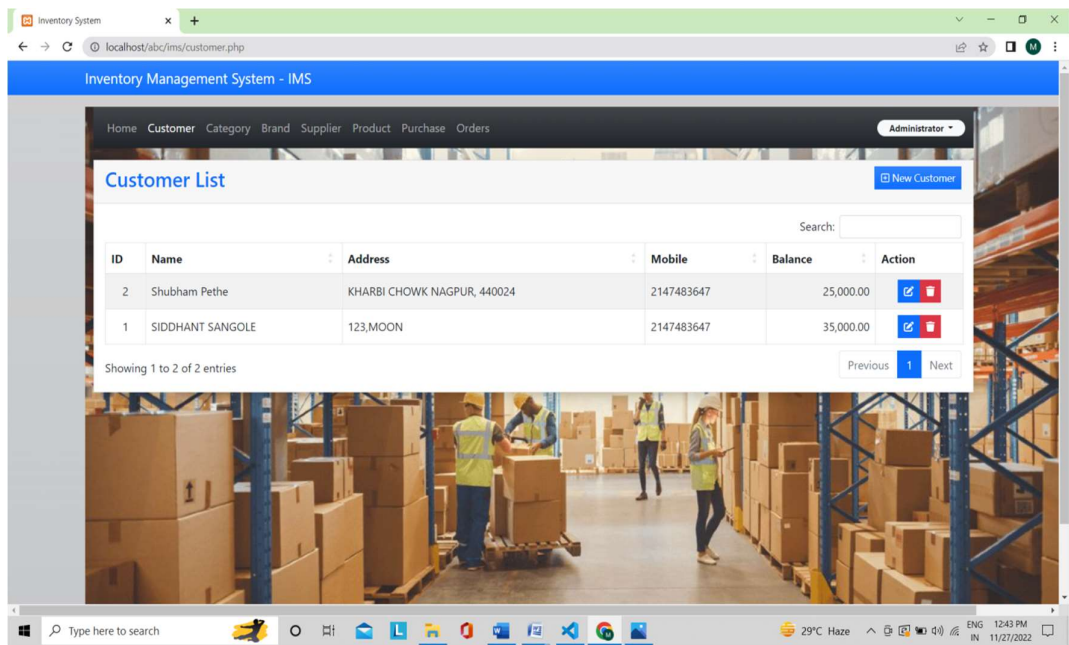 Inventory System
localhost/abc/ims/customer.php
M
Inventory Management System - IMS
Home Customer Category Brand Supplier Product Purchase Orders
Administrator
Customer List
New Customer
Search:
ID Name Address Mobile Balance Action
2 Shubham Pethe KHARBI CHOWK NAGPUR, 440024 2147483647 25,000.00
1 SIDDHANT SANGOLE 123,MOON 2147483647 35,000.00
Showing 1 to 2 of 2 entries
Previous 1 Next
Type here to search
L
29°C Haze
ENG 12:43 PM
IN 11/27/2022